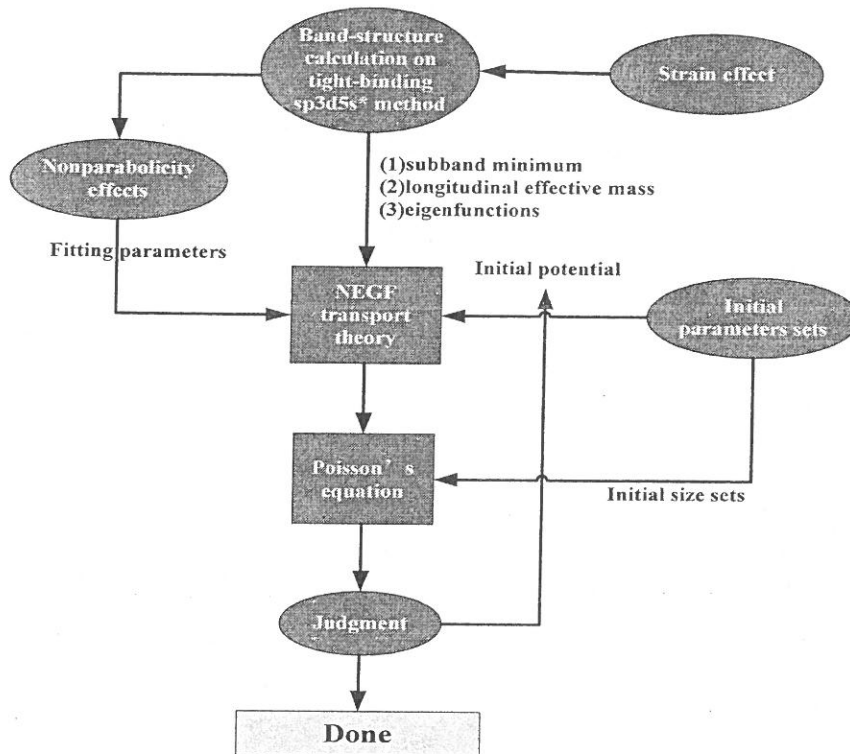 Band-structure
calculation on
tight-binding
sp3d5s* method
Strain effect
Nonparabolicity
effects
(1)subband minimum
(2)longitudinal effective mass
(3)eigenfunctions
Fitting parameters
Initial potential
NEGF
transport
theory
Initial
parameters sets
Poisson’s
equation
Initial size sets
Judgment
Done